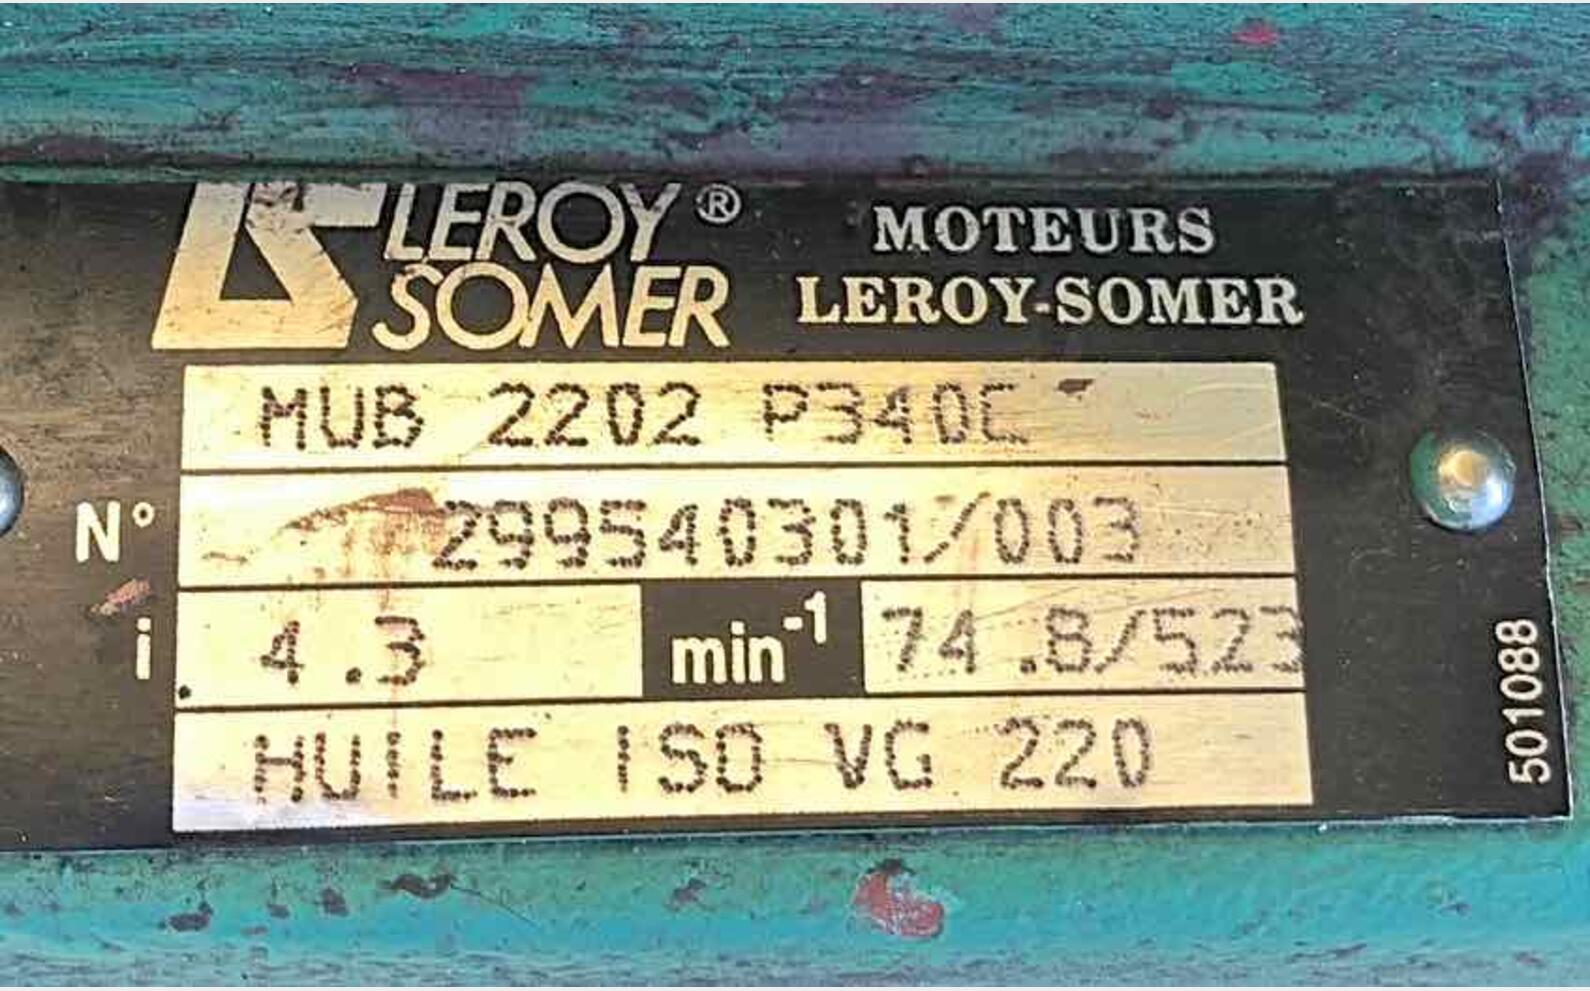 LEROY® SOMER
MOTEURS
LEROY-SOMER
MUB 2202 P340C
N° 299540301/003
i 4.3 min-1 74.8/523
HUILE ISO VG 220
501088